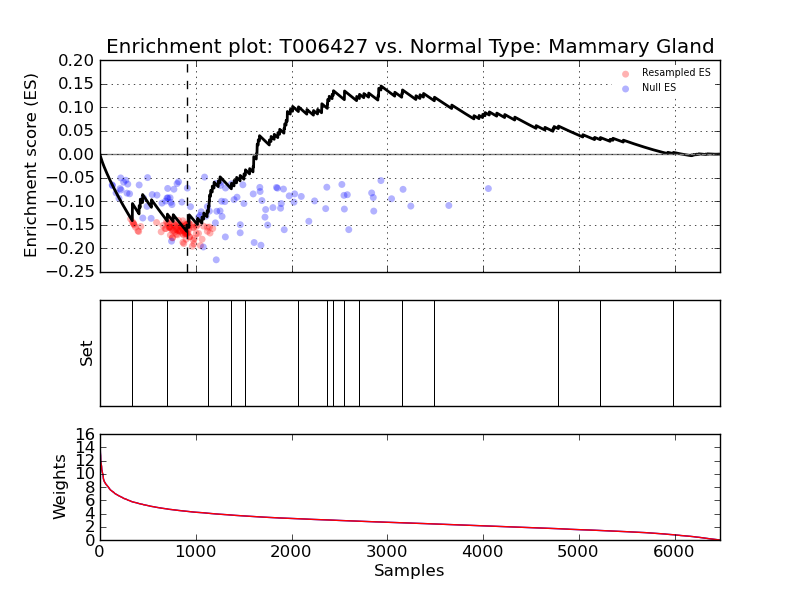 Enrichment plot: T006427 vs. Normal Type: Mammary Gland
Enrichment score (ES)
0.20
0.15
0.10
0.05
0.00
−0.05
−0.10
−0.15
−0.20
−0.25
Resampled ES
Null ES
Set
Weights
16
14
12
10
8
6
4
2
0
0 1000 2000 3000 4000 5000 6000
Samples